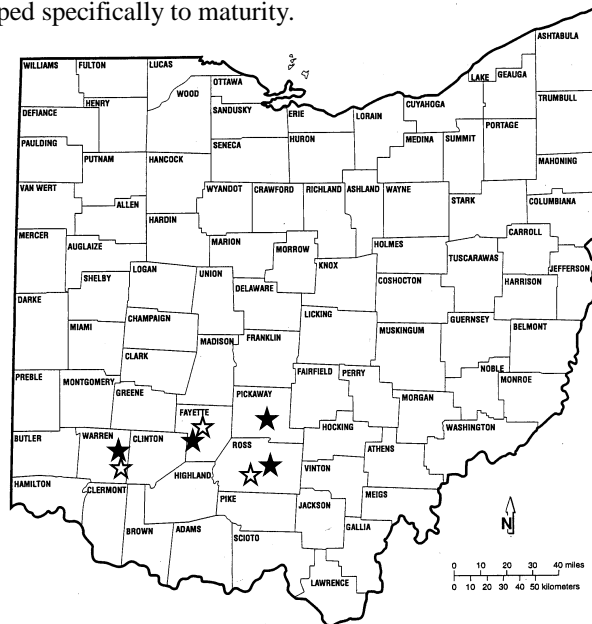 ped specifically to maturity.
ASHTABULA
WILLIAMS FULTON LUCAS
LAKE GEAUGA
OTTAWA
WOOD
CUYAHOGA
TRUMBULL
HENRY
SANDUSKY ERIE
LORAIN
DEFIANCE
PORTAGE
MEDINA SUMMIT
PAULDING
SENECA HURON
PUTNAM HANCOCK
MAHONING
VAN WERT
WYANDOT CRAWFORD RICHLAND ASHLAND WAYNE
STARK
COLUMBIANA
ALLEN
HARDIN
CARROLL
MERCER
MARION
HOLMES
AUGLAIZE
MORROW
TUSCARAWAS
JEFFERSON
LOGAN
KNOX
SHELBY
UNION
COSHOCTON
HARRISON
DELAWARE
DARKE
LICKING
CHAMPAIGN
GUERNSEY
MIAMI
MUSKINGUM
BELMONT
MADISON FRANKLIN
CLARK
NOBLE
FAIRFIELD PERRY
PREBLE
MONROE
MONTGOMERY
PICKAWAY
GREENE
MORGAN
FAYETTE
HOCKING
WASHINGTON
BUTLER WARREN CLINTON
ROSS
ATHENS
VINTON
HIGHLAND
HAMILTON
CLERMONT
PIKE
MEIGS
JACKSON
GALLIA
BROWN ADAMS
SCIOTO
N
LAWRENCE
0 10 20 30 40 miles
0 10 20 30 40 50 kilometers